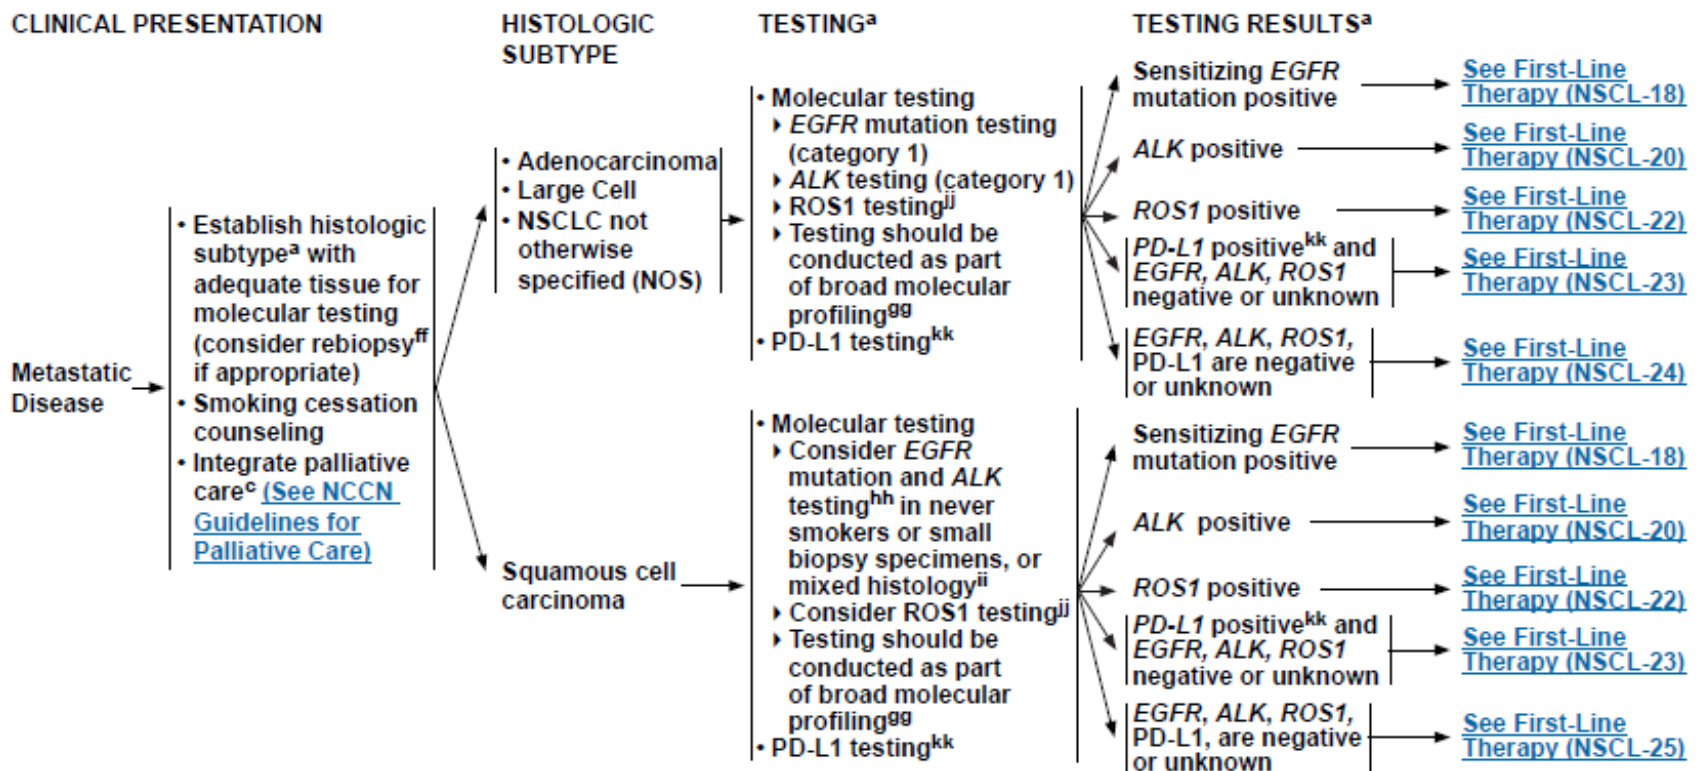 CLINICAL PRESENTATION
HISTOLOGIC
SUBTYPE
TESTINGa
TESTING RESULTSa
Metastatic
Disease
• Establish histologic
subtypea with
adequate tissue for
molecular testing
(consider rebiopsyff
if appropriate)
• Smoking cessation
counseling
• Integrate palliative
carec (See NCCN
Guidelines for
Palliative Care)
• Adenocarcinoma
• Large Cell
• NSCLC not
otherwise
specified (NOS)
• Molecular testing
EGFR mutation testing
(category 1)
ALK testing (category 1)
ROS1 testingjj
Testing should be
conducted as part
of broad molecular
profilinggg
• PD-L1 testingkk
Sensitizing EGFR
mutation positive
See First-Line
Therapy (NSCL-18)
ALK positive
See First-Line
Therapy (NSCL-20)
ROS1 positive
See First-Line
Therapy (NSCL-22)
PD-L1 positivekk and
EGFR, ALK, ROS1
negative or unknown
See First-Line
Therapy (NSCL-23)
EGFR, ALK, ROS1,
PD-L1 are negative
or unknown
See First-Line
Therapy (NSCL-24)
Squamous cell
carcinoma
• Molecular testing
Consider EGFR
mutation and ALK
testinghh in never
smokers or small
biopsy specimens, or
mixed histologyii
Consider ROS1 testingjj
Testing should be
conducted as part
of broad molecular
profilinggg
• PD-L1 testingkk
Sensitizing EGFR
mutation positive
See First-Line
Therapy (NSCL-18)
ALK positive
See First-Line
Therapy (NSCL-20)
ROS1 positive
See First-Line
Therapy (NSCL-22)
PD-L1 positivekk and
EGFR, ALK, ROS1
negative or unknown
See First-Line
Therapy (NSCL-23)
EGFR, ALK, ROS1,
PD-L1, are negative
or unknown
See First-Line
Therapy (NSCL-25)